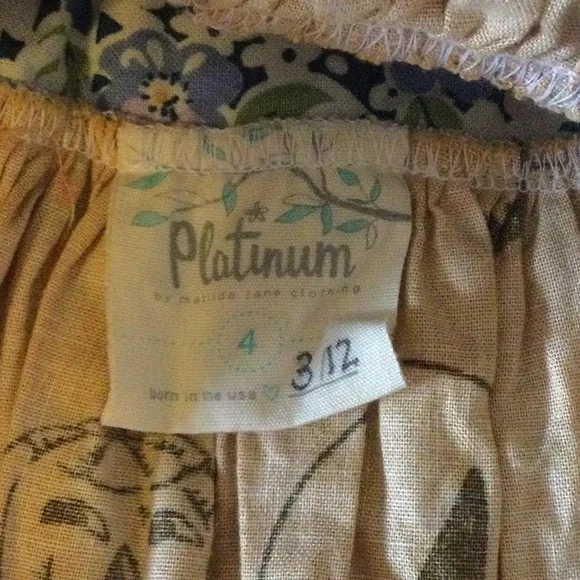 Platinum
by matilda jane clothing
4
3/12
born in the usa